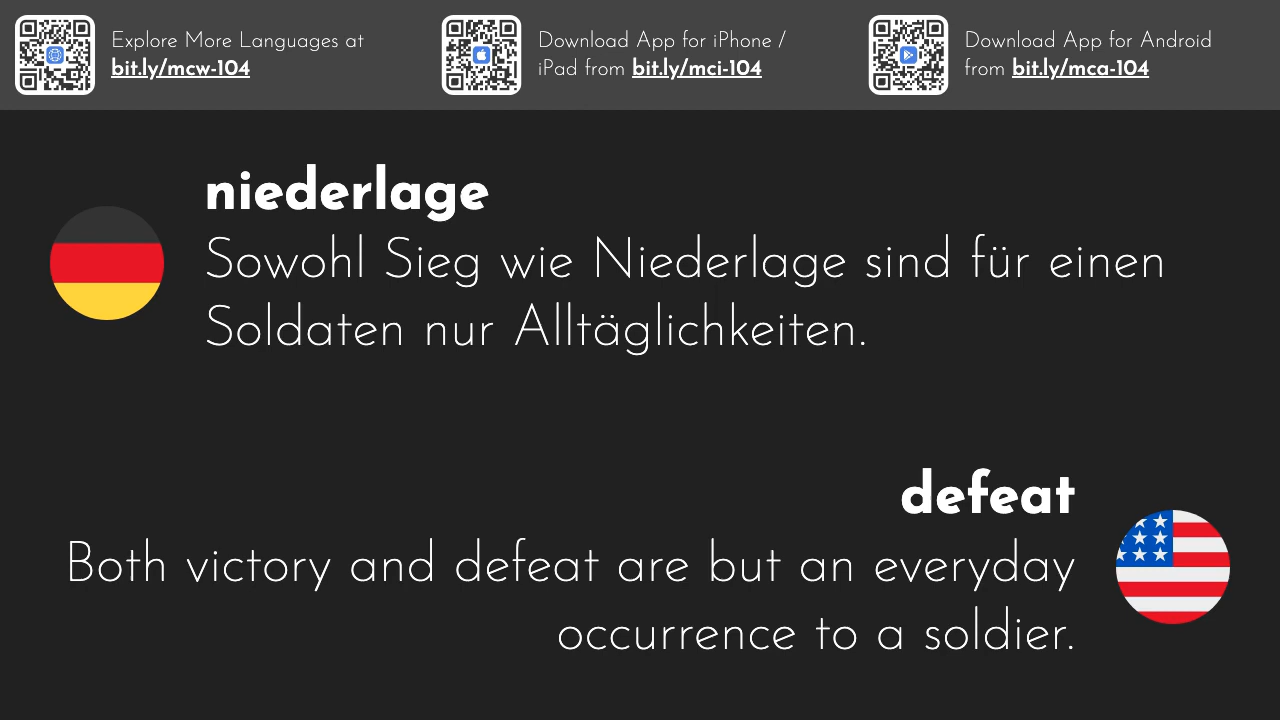 Explore More Languages at
bit.ly/mcw-104
Download App for iPhone /
iPad from bit.ly/mci-104
Download App for Android
from bit.ly/mca-104
niederlage
Sowohl Sieg wie Niederlage sind für einen
Soldaten nur Alltäglichkeiten.
defeat
Both victory and defeat are but an everyday
occurrence to a soldier.